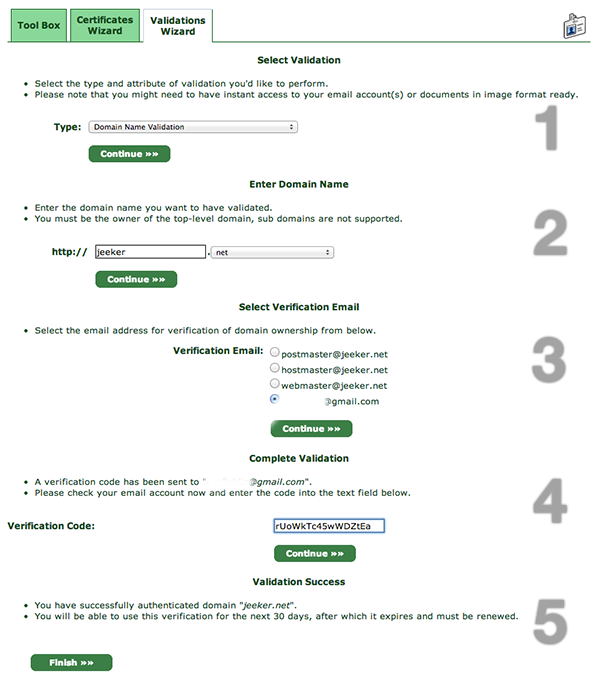 Tool Box
Certificates
Wizard
Validations
Wizard
Select Validation
Select the type and attribute of validation you'd like to perform.
Please note that you might need to have instant access to your email account(s) or documents in image format ready.
Type: Domain Name Validation
Continue »»
1
Enter Domain Name
Enter the domain name you want to have validated.
You must be the owner of the top-level domain, sub domains are not supported.
http:// jeeker . net
Continue »»
2
Select Verification Email
Select the email address for verification of domain ownership from below.
Verification Email: postmaster@jeeker.net
hostmaster@jeeker.net
webmaster@jeeker.net
@gmail.com
Continue »»
3
Complete Validation
A verification code has been sent to " @gmail.com".
Please check your email account now and enter the code into the text field below.
Verification Code: rUoWkTc45wWDZtEa
Continue »»
4
Validation Success
You have successfully authenticated domain "jeeker.net".
You will be able to use this verification for the next 30 days, after which it expires and must be renewed.
Finish »»
5